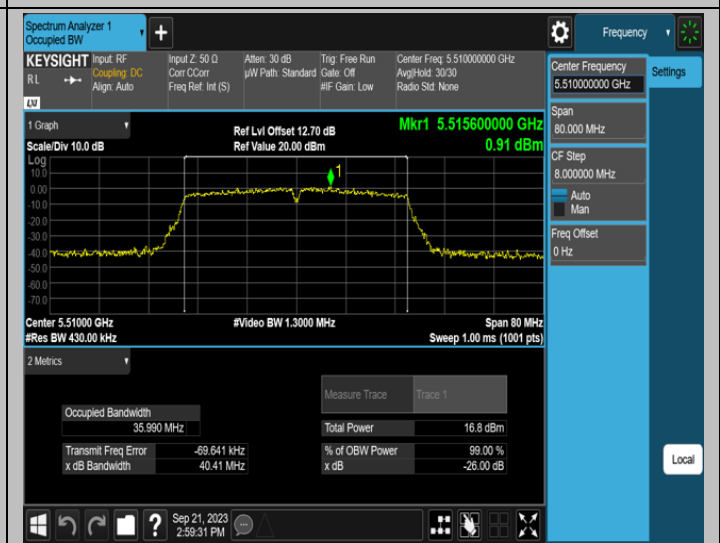 Spectrum Analyzer 1
Occupied BW
Frequency
KEYSIGHT
R L
Input: RF
Coupling: DC
Align: Auto
Input Z: 50 Ω
Corr CCorr
Freq Ref: Int (S)
Atten: 30 dB
µW Path: Standard
Trig: Free Run
Gate: Off
#IF Gain: Low
Center Freq: 5.510000000 GHz
Avg|Hold: 30/30
Radio Std: None
LXI
Center Frequency
5.510000000 GHz
Settings
Span
80.000 MHz
CF Step
8.000000 MHz
Auto
Man
Freq Offset
0 Hz
1 Graph
Scale/Div 10.0 dB
Ref Lvl Offset 12.70 dB
Ref Value 20.00 dBm
Mkr1 5.515600000 GHz
0.91 dBm
Log
10.0
0.00
-10.0
-20.0
-30.0
-40.0
-50.0
-60.0
-70.0
1
Center 5.51000 GHz
#Res BW 430.00 kHz
#Video BW 1.3000 MHz
Span 80 MHz
Sweep 1.00 ms (1001 pts)
2 Metrics
Measure Trace
Trace 1
Occupied Bandwidth
35.990 MHz
Total Power
16.8 dBm
Transmit Freq Error
-69.641 kHz
% of OBW Power
99.00 %
x dB Bandwidth
40.41 MHz
x dB
-26.00 dB
Local
?
Sep 21, 2023
2:59:31 PM